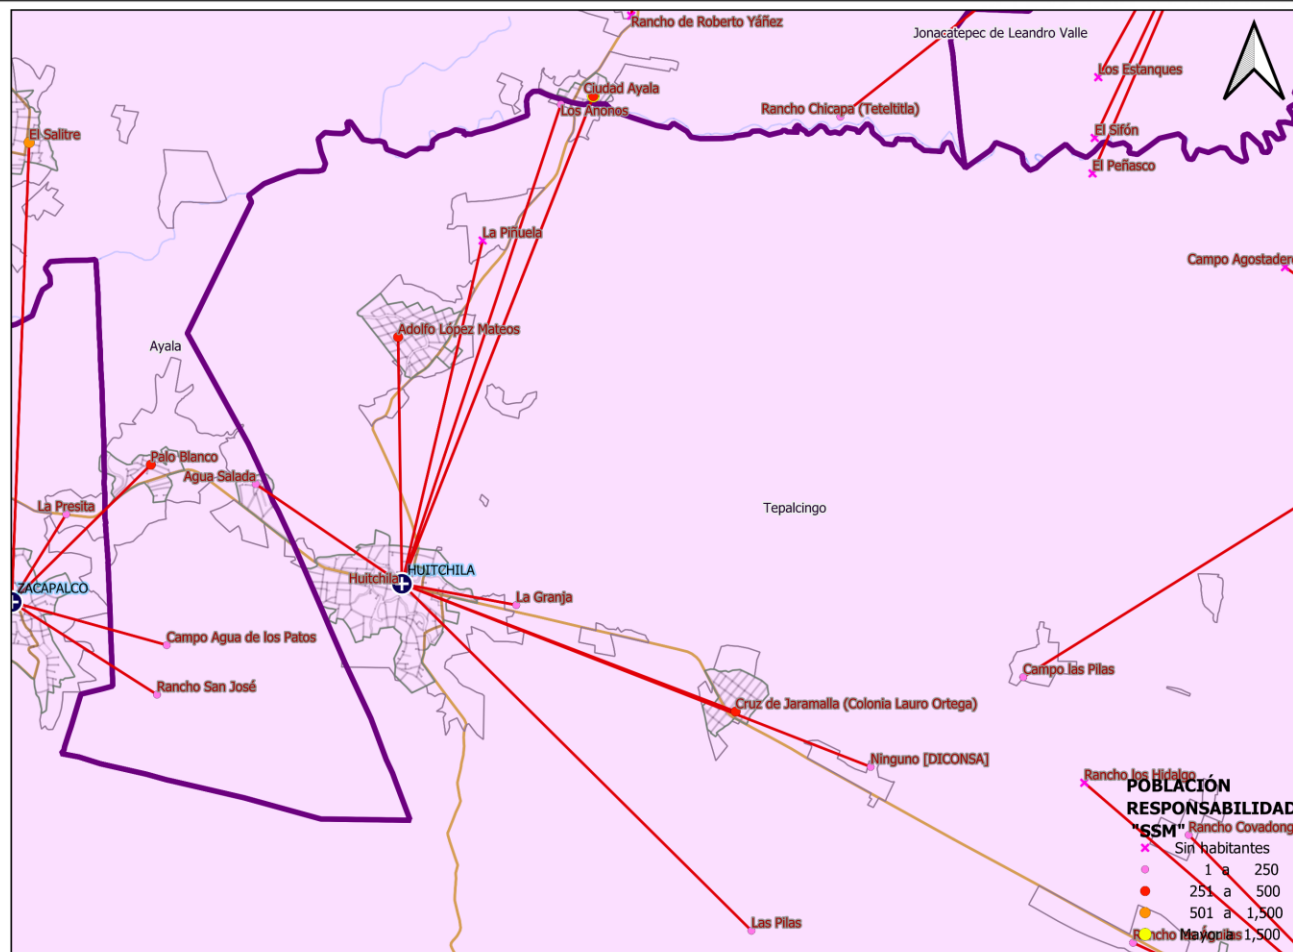 Rancho de Roberto Yáñez
Jonacatepec de Leandro Valle
Los Estanques
Ciudad Ayala
Los Anonos
Rancho Chicapa (Teteltitla)
El Salitre
El Sifón
El Peñasco
La Piñuela
Campo Agostadero
Adolfo López Mateos
Ayala
Palo Blanco
Agua Salada
La Presita
Tepalcingo
HUITCHILA
Huitchila
ZACAPALCO
La Granja
Campo Agua de los Patos
Campo las Pilas
Rancho San José
Cruz de Jaramalla (Colonia Lauro Ortega)
Ninguno [DICONSA]
Rancho los Hidalgo
POBLACIÓN
RESPONSABILIDAD
"SSM"
Rancho Covadong
Sin habitantes
1 a 250
251 a 500
501 a 1,500
Mayor a 1,500
Las Pilas